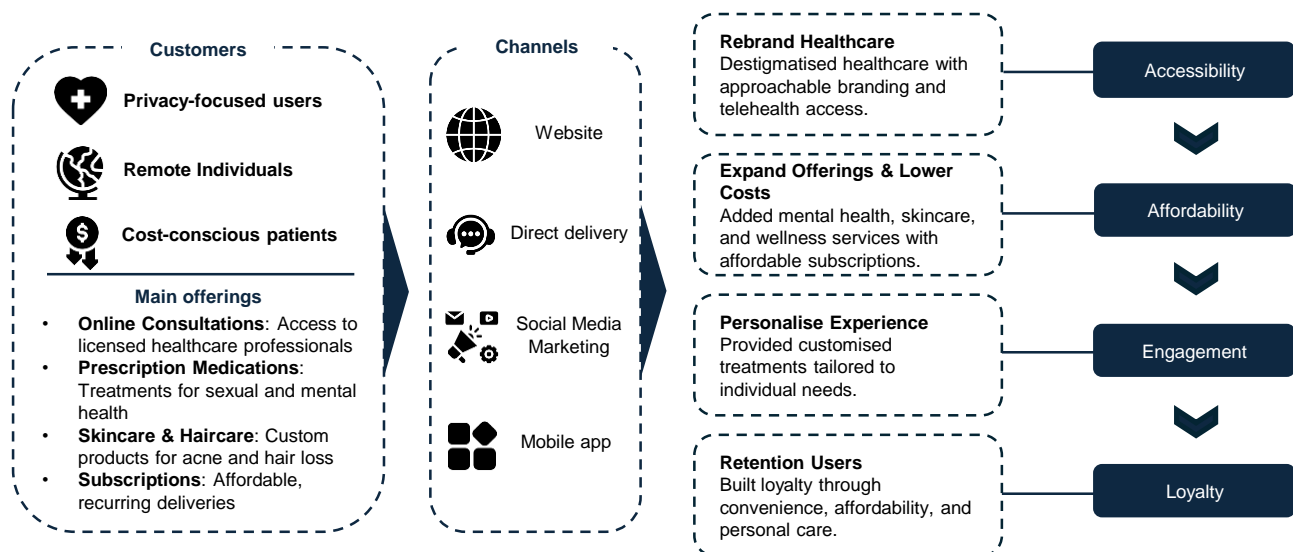 Customers
Privacy-focused users
Remote Individuals
Cost-conscious patients
Main offerings
• Online Consultations: Access to
licensed healthcare professionals
• Prescription Medications:
Treatments for sexual and mental
health
• Skincare & Haircare: Custom
products for acne and hair loss
• Subscriptions: Affordable,
recurring deliveries
Channels
Website
Direct delivery
Social Media
Marketing
Mobile app
Rebrand Healthcare
Destigmatised healthcare with
approachable branding and
telehealth access.
Accessibility
Expand Offerings & Lower
Costs
Added mental health, skincare,
and wellness services with
affordable subscriptions.
Affordability
Personalise Experience
Provided customised
treatments tailored to
individual needs.
Engagement
Retention Users
Built loyalty through
convenience, affordability, and
personal care.
Loyalty